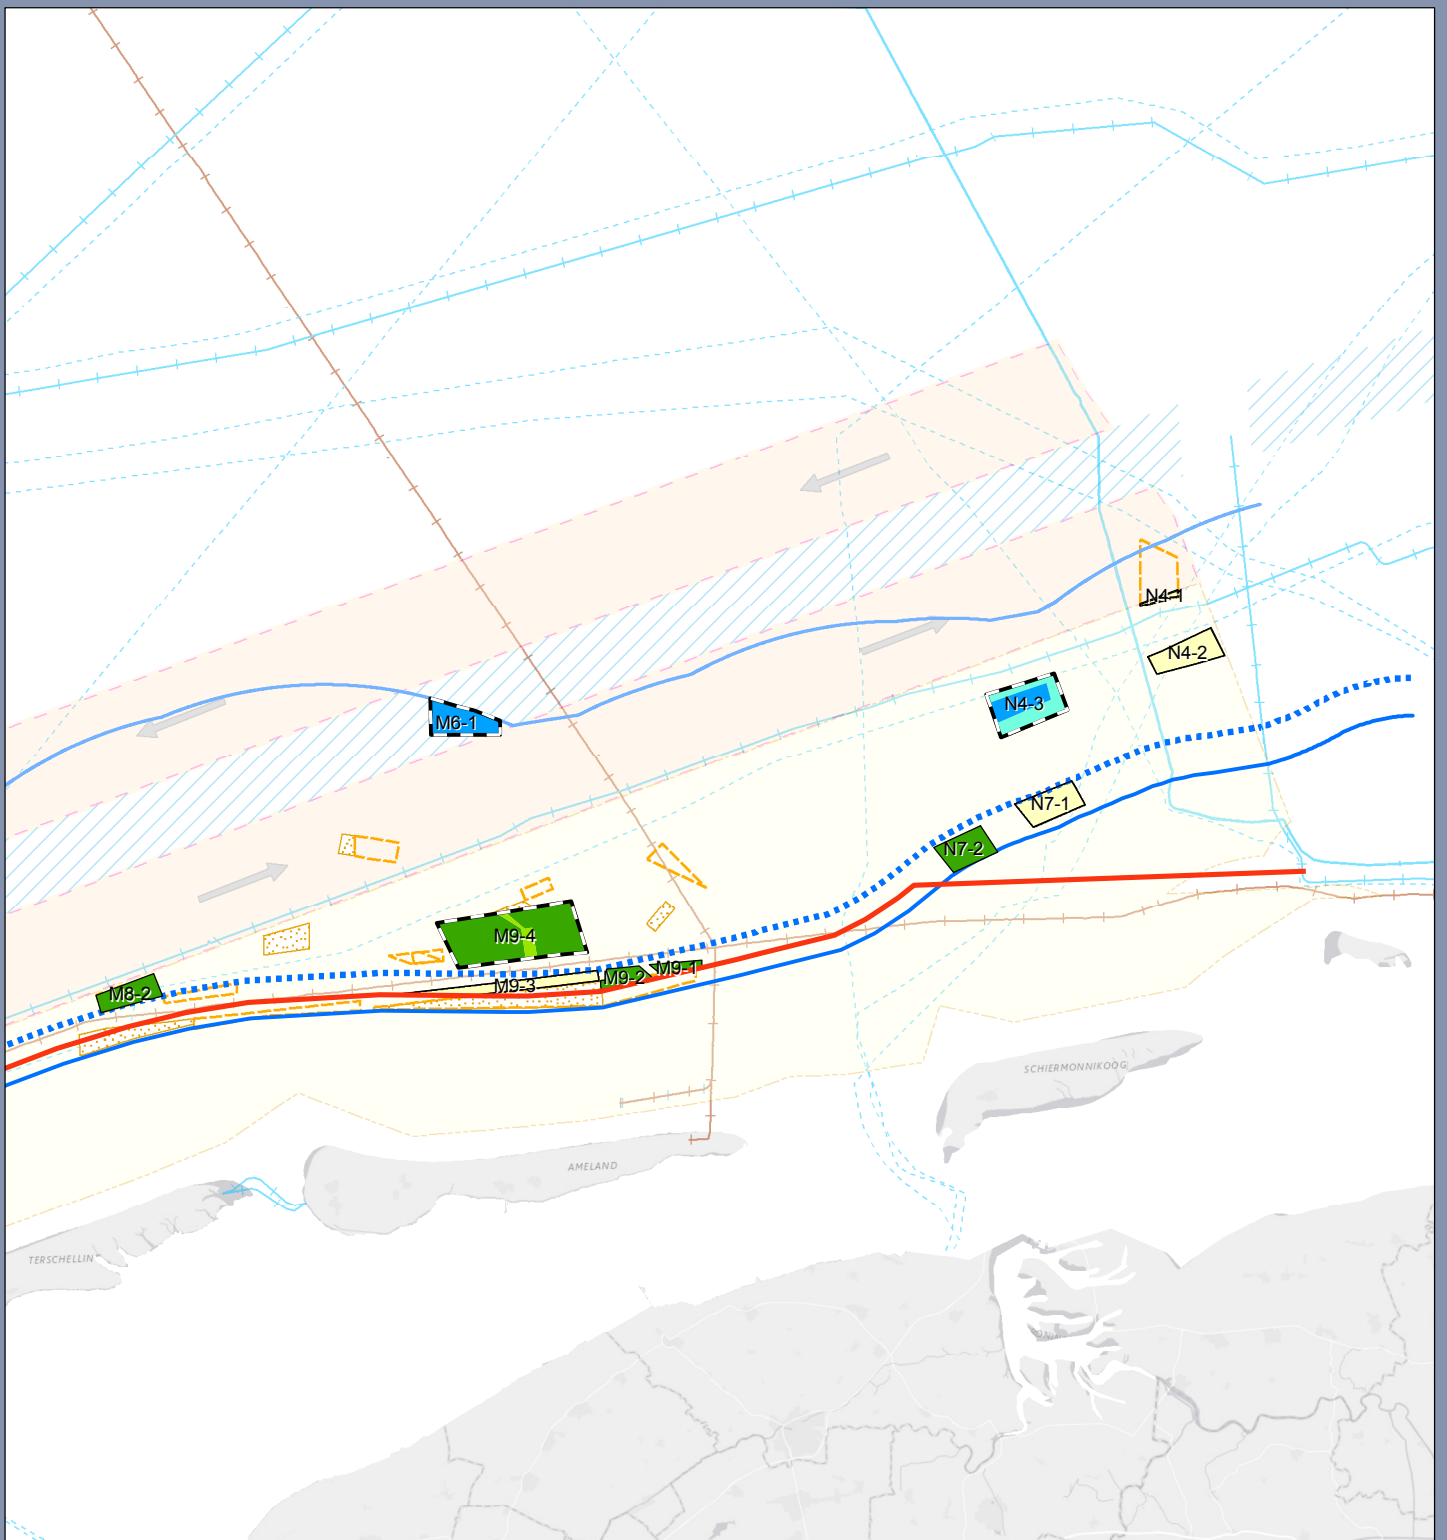 N4-1
N4-2
N4-3
M6-1
N7-1
N7-2
M9-4
M9-1
M9-2
M9-3
M8-2
SCHIERMONNIKOOG
AMELAND
TERSCHELLIN